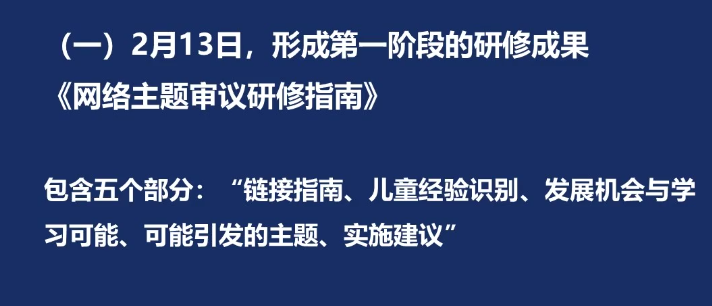 （一）2月13日，形成第一阶段的研修成果
《网络主题审议研修指南》
包含五个部分：“链接指南、儿童经验识别、发展机会与学
习可能、可能引发的主题、实施建议”